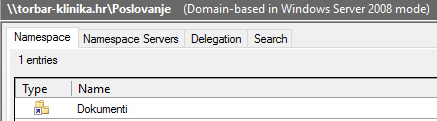 \\torbar-klinika.hr\Poslovanje (Domain-based in Windows Server 2008 mode)
Namespace Namespace Servers Delegation Search
1 entries
Type Name
Dokumenti